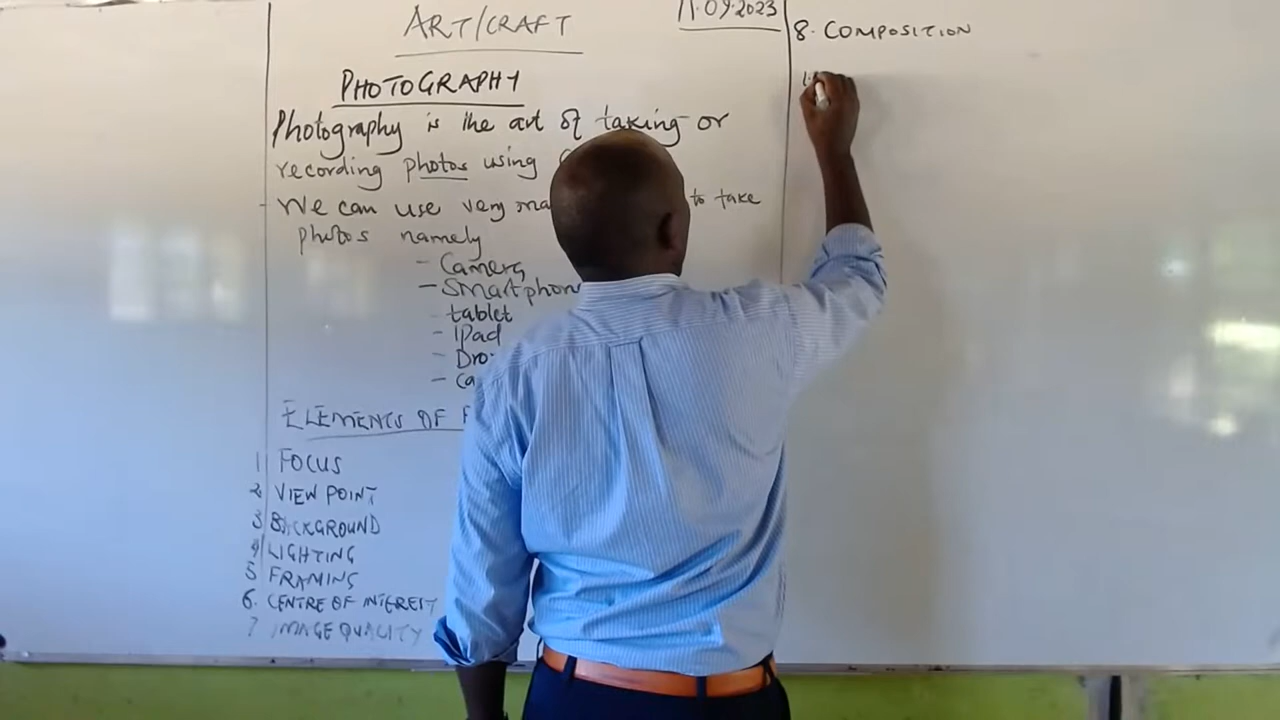 ART/CRAFT
11.09.2023
PHOTOGRAPHY
Photography is the art of taking or
recording photos using
We can use very to take
photos namely
- Camera
- Smartphone
- tablet
- IPad
-
-
ELEMENTS OF
1 FOCUS
2. VIEW POINT
3 BACKGROUND
4 LIGHTING
5 FRAMING
6. CENTRE OF INTEREST
7 IMAGE QUALITY
8. COMPOSITION